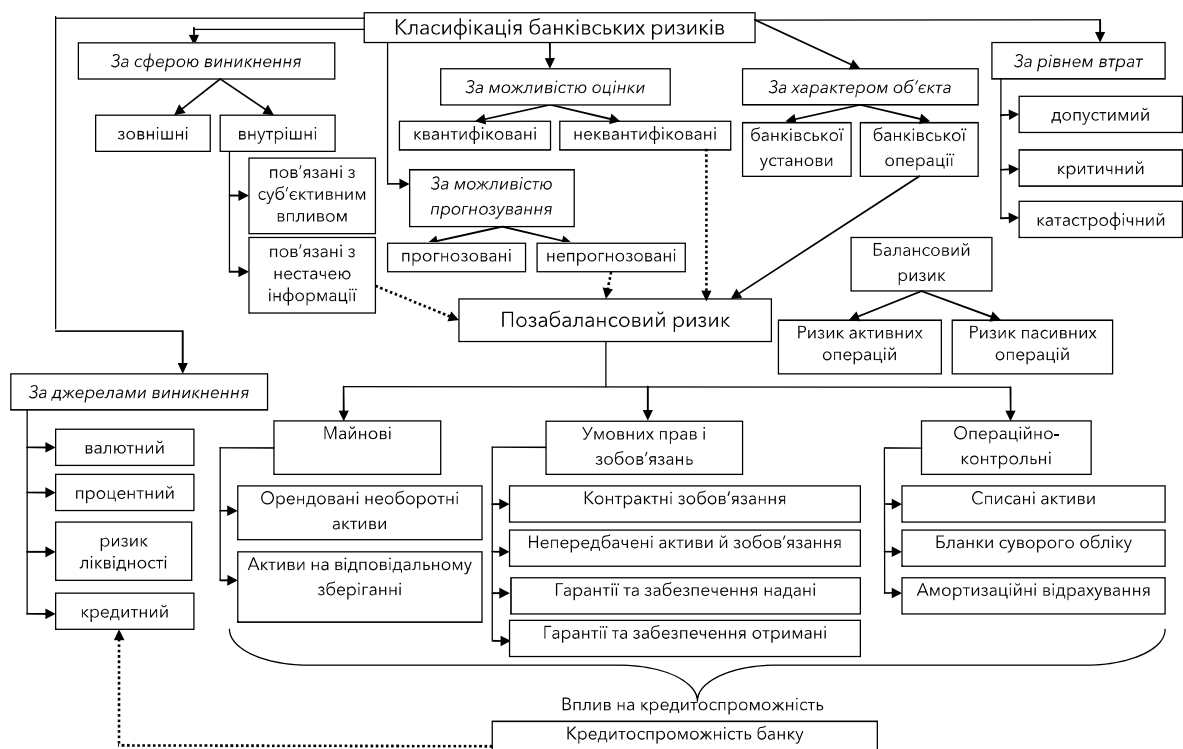 Класифікація банківських ризиків
За сферою виникнення
зовнішні
внутрішні
пов’язані з
суб’єктивним
впливом
пов’язані з
нестачею
інформації
За можливістю оцінки
квантифіковані
неквантифіковані
За можливістю
прогнозування
прогнозовані
непрогнозовані
За характером об’єкта
банківської
установи
банківської
операції
За рівнем втрат
допустимий
критичний
катастрофічний
Балансовий
ризик
Ризик активних
операцій
Ризик пасивних
операцій
Позабалансовий ризик
За джерелами виникнення
валютний
процентний
ризик
ліквідності
кредитний
Майнові
Орендовані необоротні
активи
Активи на відповідальному
зберіганні
Умовних прав і
зобов’язань
Контрактні зобов’язання
Непередбачені активи й зобов’язання
Гарантії та забезпечення надані
Гарантії та забезпечення отримані
Операційно-
контрольні
Списані активи
Бланки суворого обліку
Амортизаційні відрахування
Вплив на кредитоспроможність
Кредитоспроможність банку